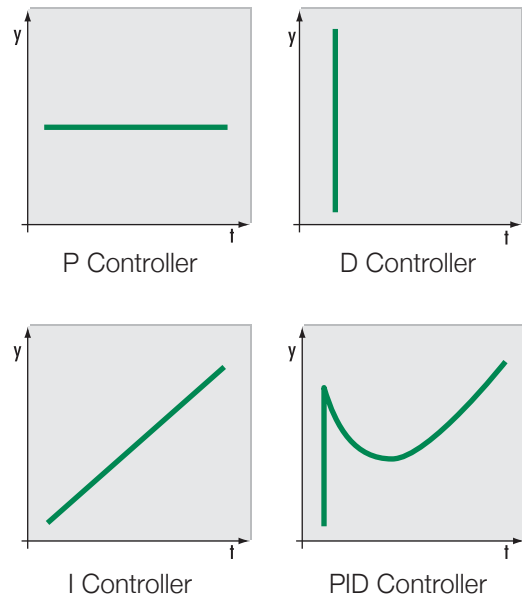 y
t
P Controller
y
t
D Controller
y
t
I Controller
y
t
PID Controller